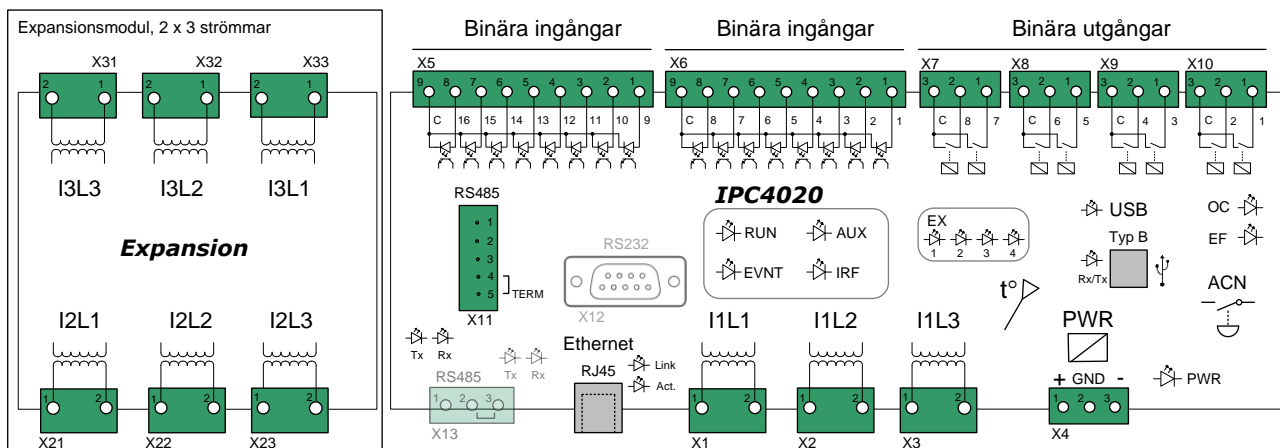 Expansionsmodul, 2 x 3 strömmar
X31 X32 X33
2 1 2 1 2 1
I3L3 I3L2 I3L1
Expansion
I2L1 I2L2 I2L3
1 2 1 2 1 2
X21 X22 X23
Binära ingångar Binära ingångar Binära utgångar
X5 X6 X7 X8 X9 X10
9 8 7 6 5 4 3 2 1 9 8 7 6 5 4 3 2 1 3 2 1 3 2 1 3 2 1 3 2 1
C 16 15 14 13 12 11 10 9 C 8 7 6 5 4 3 2 1 C 8 7 C 6 5 C 4 3 C 2 1
RS485
1
2
3
4
5
TERM
X11
RS232
X12
IPC4020
RUN AUX
EVNT IRF
EX
1 2 3 4
USB
Typ B
Rx/Tx
OC
EF
t°
ACN
Tx Rx
RS485
1 2 3
X13
Tx Rx
Ethernet
RJ45
Link
Act.
I1L1 I1L2 I1L3
1 2 1 2 1 2
X1 X2 X3
PWR
+ GND -
1 2 3
X4
PWR